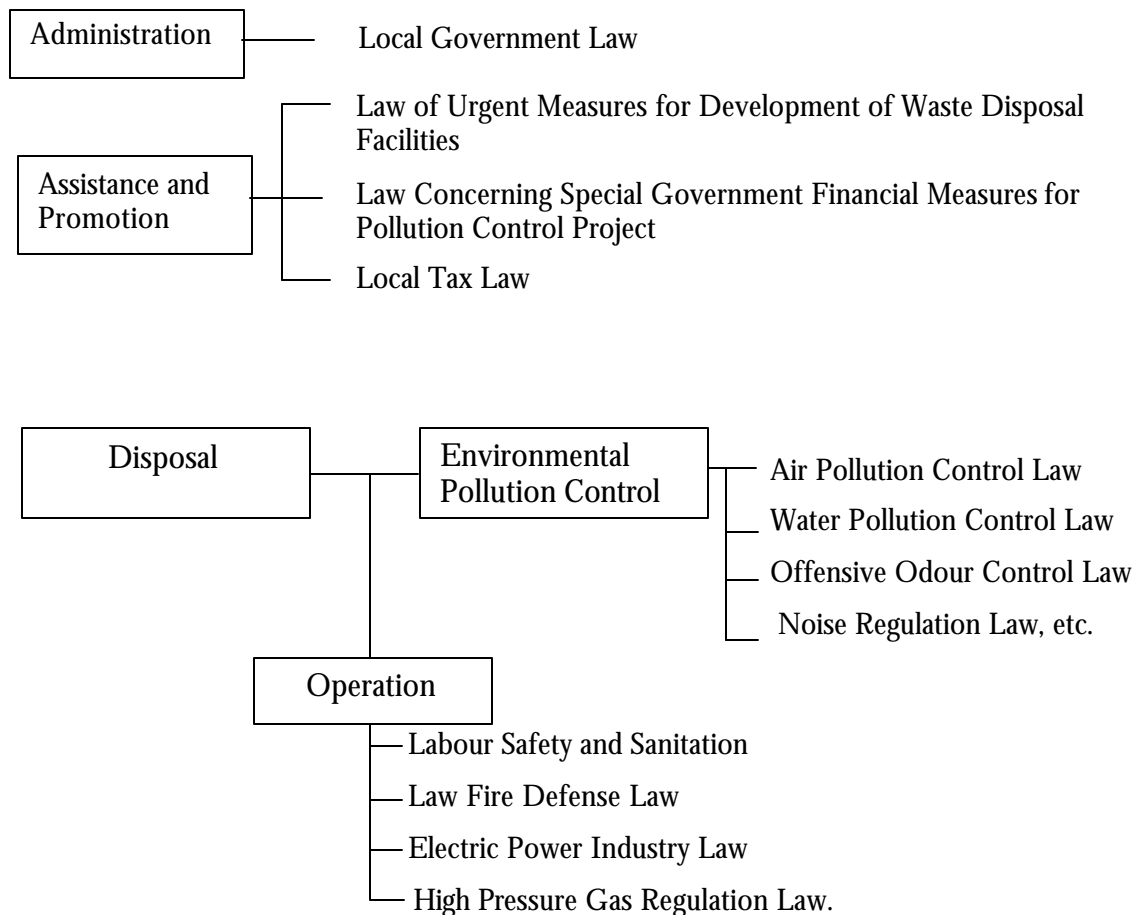 Administration
Local Government Law
Law of Urgent Measures for Development of Waste Disposal
Facilities
Assistance and
Promotion
Law Concerning Special Government Financial Measures for
Pollution Control Project
Local Tax Law
Disposal
Environmental
Pollution Control
Air Pollution Control Law
Water Pollution Control Law
Offensive Odour Control Law
Noise Regulation Law, etc.
Operation
Labour Safety and Sanitation
Law Fire Defense Law
Electric Power Industry Law
High Pressure Gas Regulation Law.